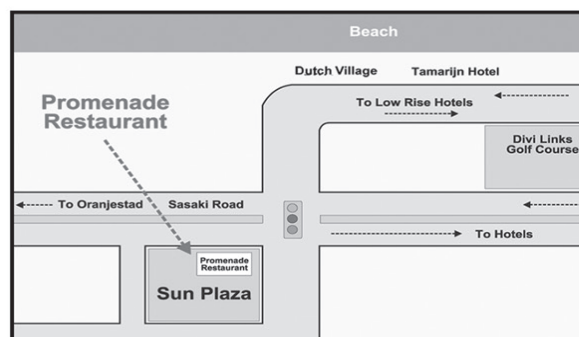 Beach
Dutch Village
Tamarijn Hotel
To Low Rise Hotels
Promenade
Restaurant
Divi Links
Golf Course
To Oranjestad
Sasaki Road
To Hotels
Promenade
Restaurant
Sun Plaza